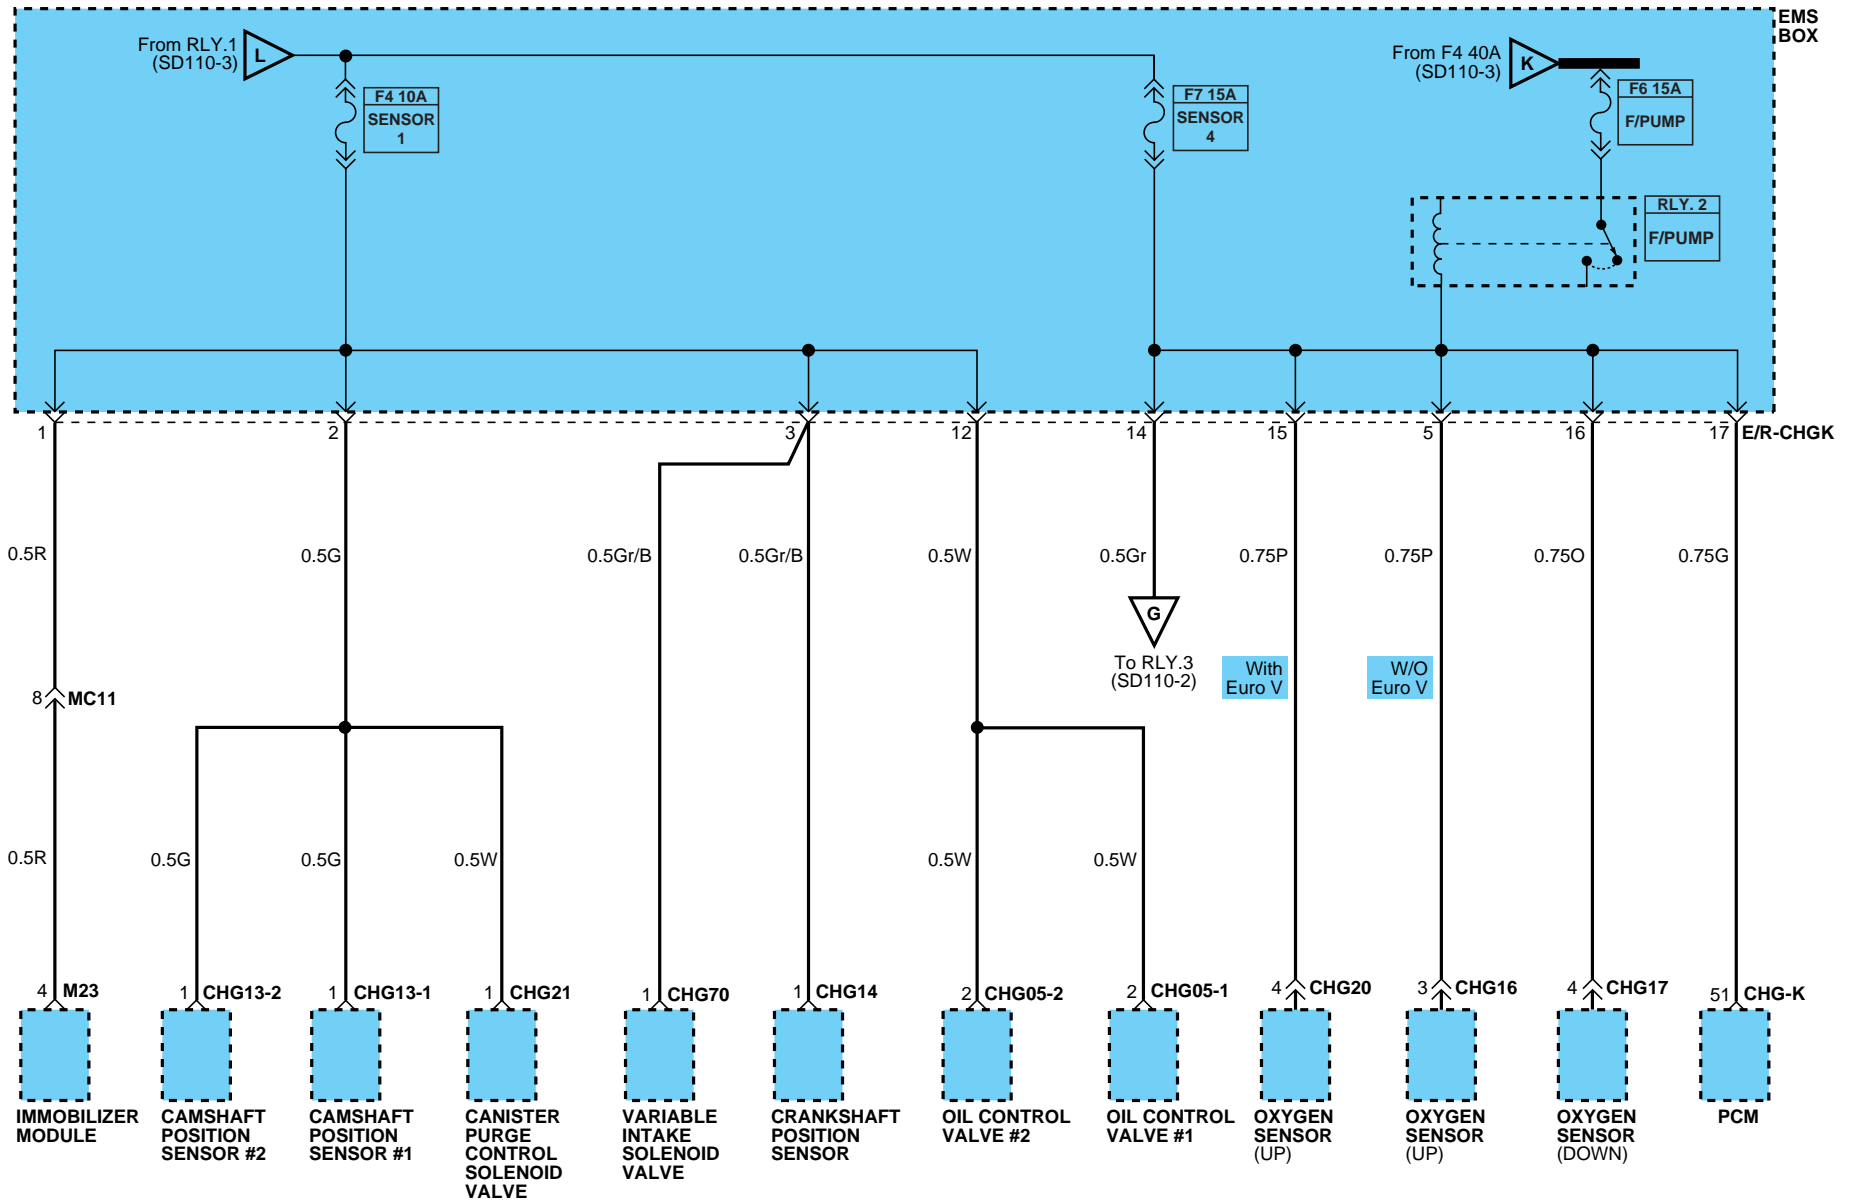 EMS
BOX
From RLY.1
(SD110-3)
L
From F4 40A
(SD110-3)
K
F4 10A
SENSOR
1
F7 15A
SENSOR
4
F6 15A
F/PUMP
RLY. 2
F/PUMP
1
2
3
12
14
15
5
16
17
E/R-CHGK
0.5R
0.5G
0.5Gr/B
0.5Gr/B
0.5W
0.5Gr
0.75P
0.75P
0.75O
0.75G
G
To RLY.3
(SD110-2)
With
Euro V
W/O
Euro V
8
MC11
0.5R
0.5G
0.5G
0.5W
0.5W
0.5W
4 M23
1 CHG13-2
1 CHG13-1
1 CHG21
1 CHG70
1 CHG14
2 CHG05-2
2 CHG05-1
4 CHG20
3 CHG16
4 CHG17
51 CHG-K
IMMOBILIZER
MODULE
CAMSHAFT
POSITION
SENSOR #2
CAMSHAFT
POSITION
SENSOR #1
CANISTER
PURGE
CONTROL
SOLENOID
VALVE
VARIABLE
INTAKE
SOLENOID
VALVE
CRANKSHAFT
POSITION
SENSOR
OIL CONTROL
VALVE #2
OIL CONTROL
VALVE #1
OXYGEN
SENSOR
(UP)
OXYGEN
SENSOR
(UP)
OXYGEN
SENSOR
(DOWN)
PCM